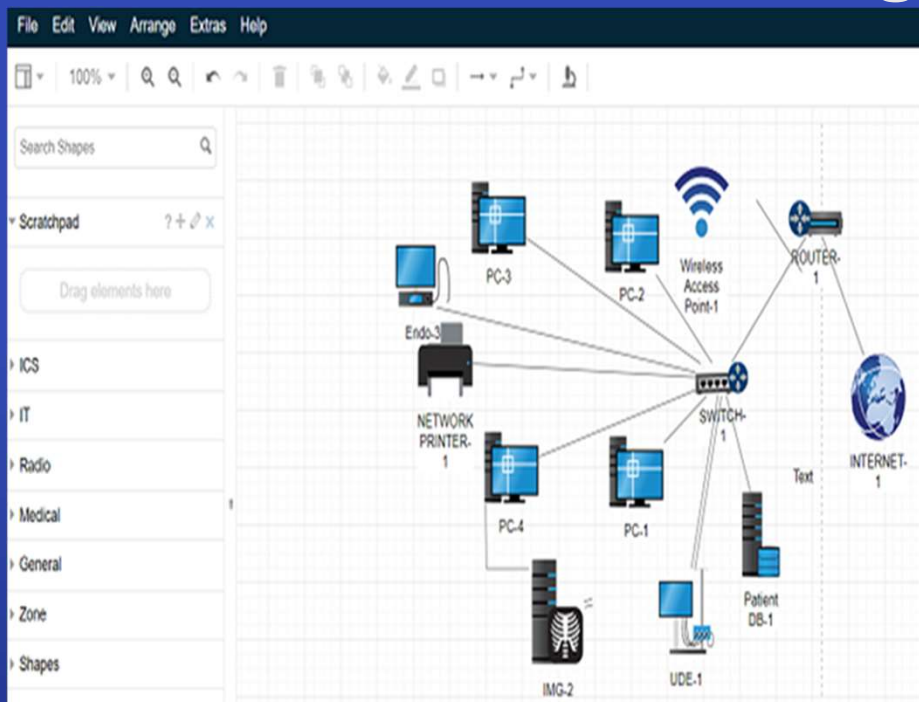 File Edit View Arrange Extras Help
100%
Search Shapes
Scratchpad
Drag elements here
ICS
IT
Radio
Medical
General
Zone
Shapes
PC-3
PC-2
Wireless
Access
Point-1
ROUTER-
1
Endo-3
NETWORK
PRINTER-
1
SWITCH-
1
INTERNET-
1
Text
PC-4
PC-1
Patient
DB-1
IMG-2
UDE-1